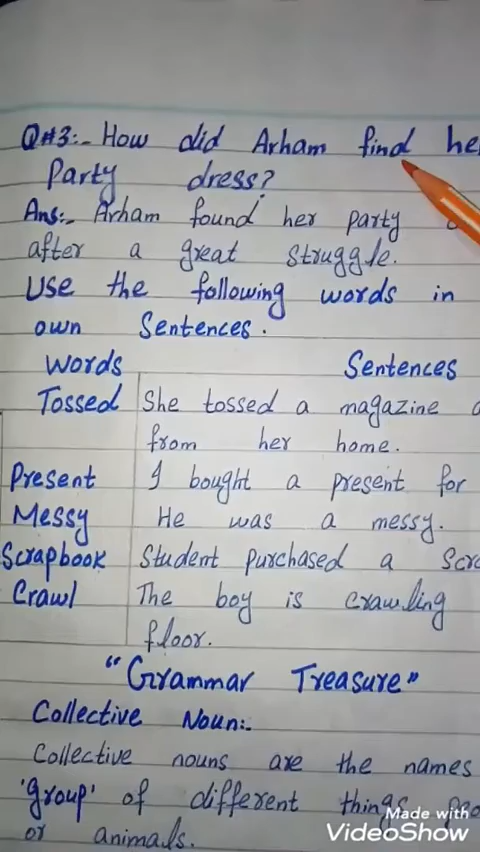 Q#3:- How did Arham find he
Party dress?
Ans:- Arham found her party
after a great struggle.
Use the following words in
own Sentences.
Words Sentences
Tossed She tossed a magazine a
from her home.
Present I bought a present for
Messy He was a messy.
Scrapbook Student purchased a Scr
Crawl The boy is crawling
floor.
"Grammar Treasure"
Collective Noun:-
Collective nouns are the names
'group' of different things peo
or animals.
Made with
VideoShow